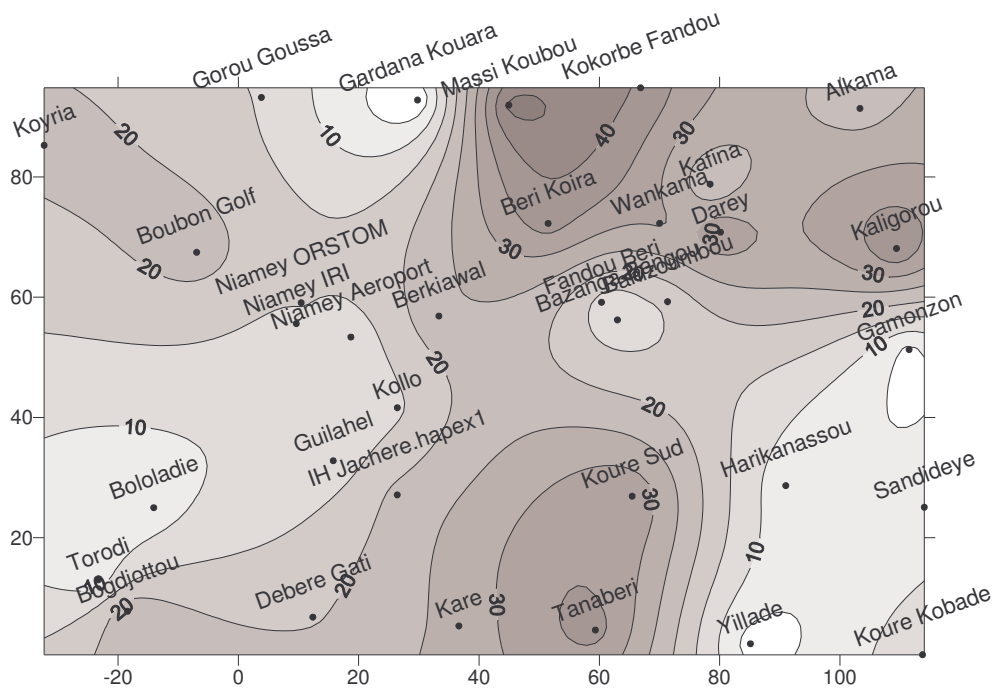 Gorou Goussa
Gardana Kouara
Massi Koubou
Kokorbe Fandou
Alkama
Koyria
20
10
40
30
Kafina
80
Beri Koira
Wankama
Darey
Kaligorou
Boubon Golf
30
30
20
30
Niamey ORSTOM
Niamey IRI
Niamey Aeroport
Berkiawal
Fandou Beri
Banizoumbou
60
20
Gamonzon
10
20
Kollo
20
40
10
Guilahel
IH Jachere.hapex1
Koure Sud
Harikanassou
Sandideye
Bololadie
30
20
Torodi
10
10
Bogdjottou
20
Debere Gati
20
Kare
30
Tanaberi
Yillade
Koure Kobade
-20
0
20
40
60
80
100